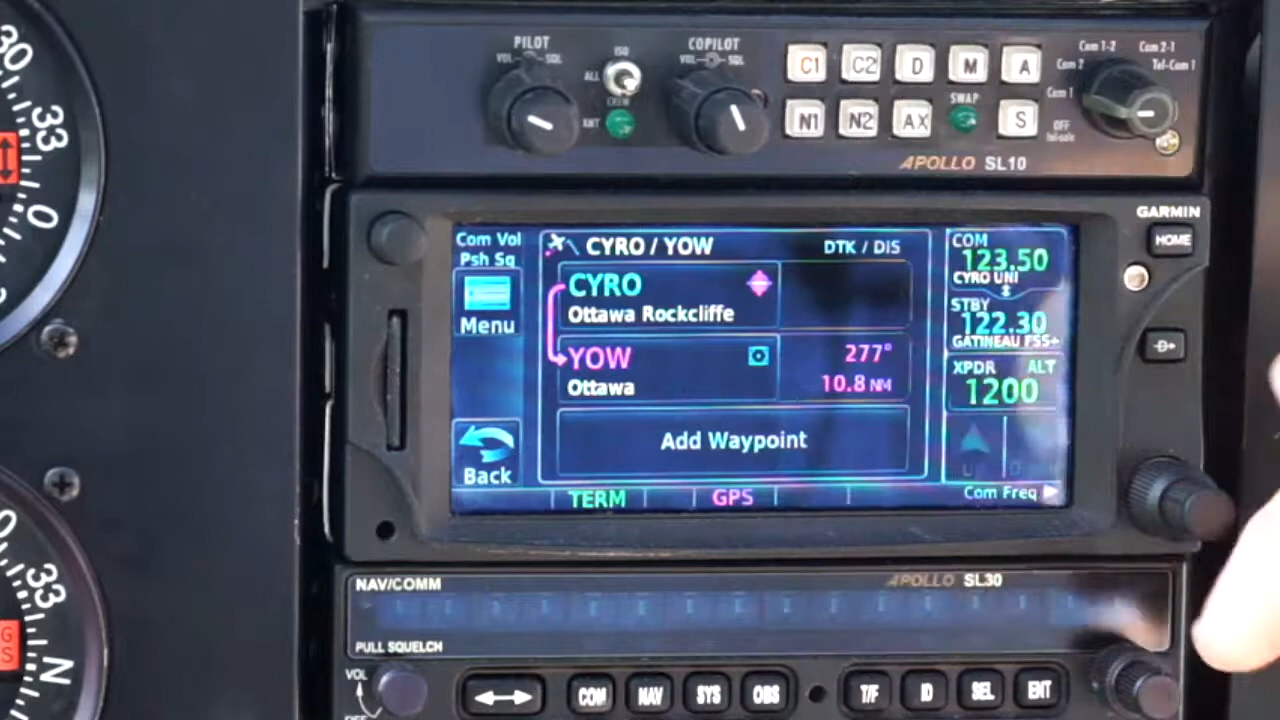 PILOT
VOL SQL
ISO
ALL
CREW
XMT
COPILOT
VOL SQL
C1 C2 D M A
N1 N2 AX SWAP S
Com 1-2 Com 2-1
Com 2 Tel-Com 1
Com 1
OFF
APOLLO SL10
GARMIN
HOME
Com Vol
Psh Sq
Menu
Back
CYRO / YOW DTK / DIS
CYRO
Ottawa Rockcliffe
YOW 277°
Ottawa 10.8 NM
Add Waypoint
COM
123.50
CYRO UNI
STBY
122.30
GATINEAU FSS+
XPDR ALT
1200
TERM GPS
Com Freq
NAV/COMM APOLLO SL30
PULL SQUELCH
VOL
COM NAV SYS OBS T/F ID SEL ENT
30
33
0
33
N
GS